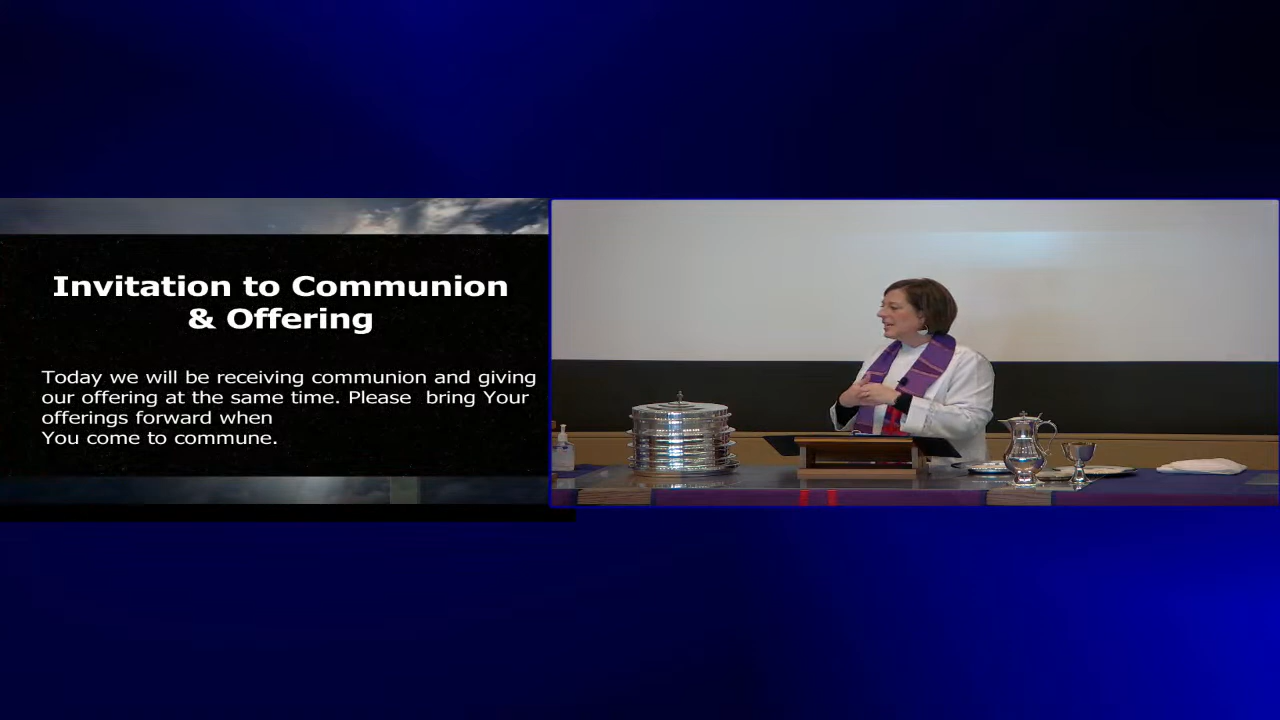 Invitation to Communion
& Offering
Today we will be receiving communion and giving
our offering at the same time. Please  bring Your
offerings forward when
You come to commune.